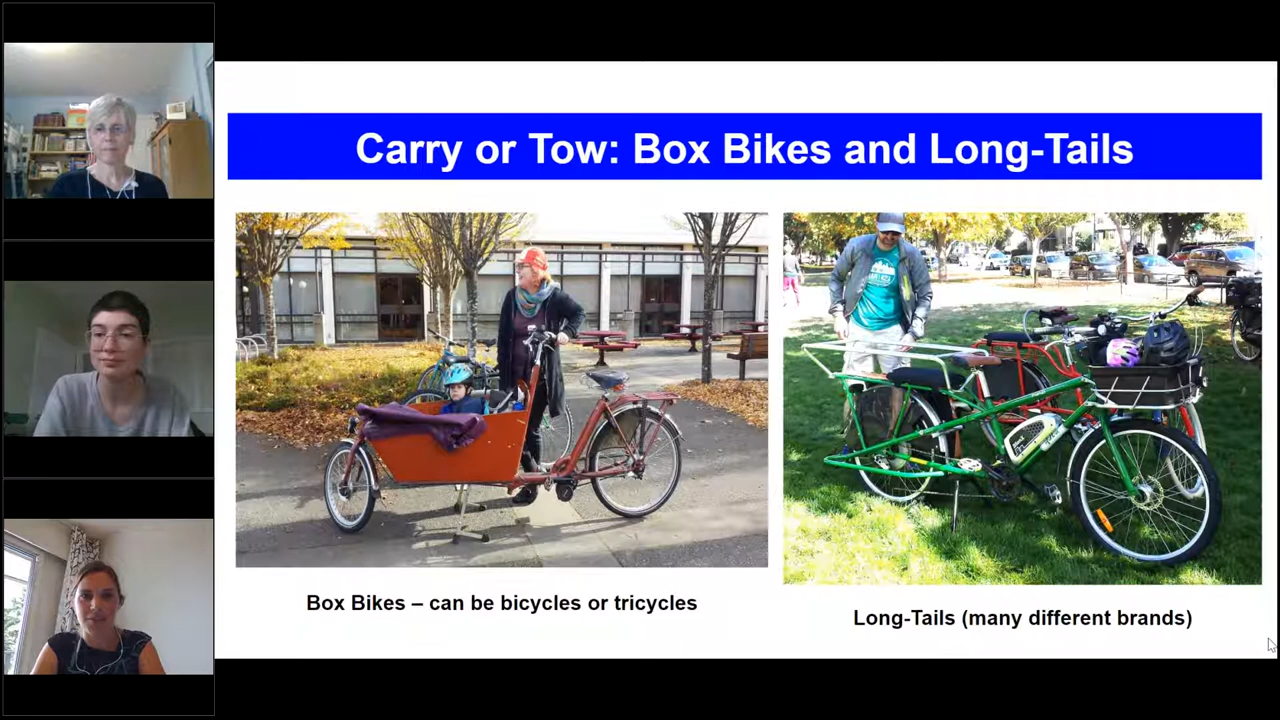 Carry or Tow: Box Bikes and Long-Tails
Box Bikes – can be bicycles or tricycles
Long-Tails (many different brands)